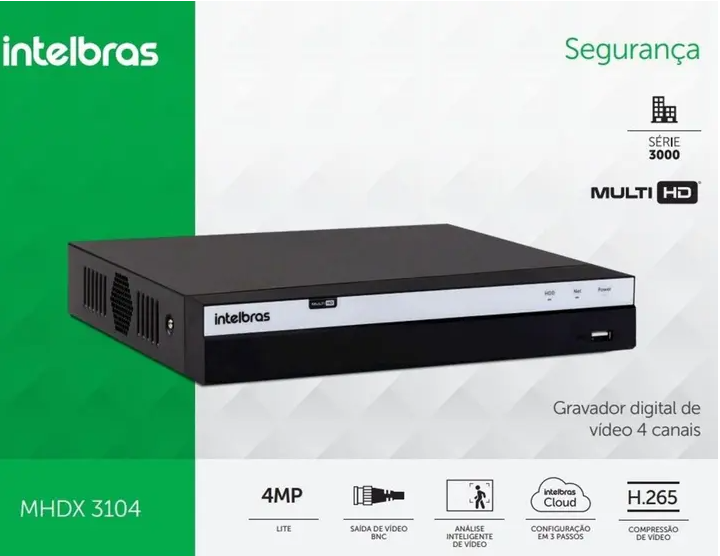 intelbras
Segurança
SÉRIE
3000
MULTI HD
MULTI HD
HDD Net Power
intelbras
Gravador digital de
vídeo 4 canais
MHDX 3104
4MP
LITE
SAÍDA DE VÍDEO
BNC
ANÁLISE
INTELIGENTE
DE VÍDEO
intelbras
Cloud
CONFIGURAÇÃO
EM 3 PASSOS
H.265
COMPRESSÃO
DE VÍDEO